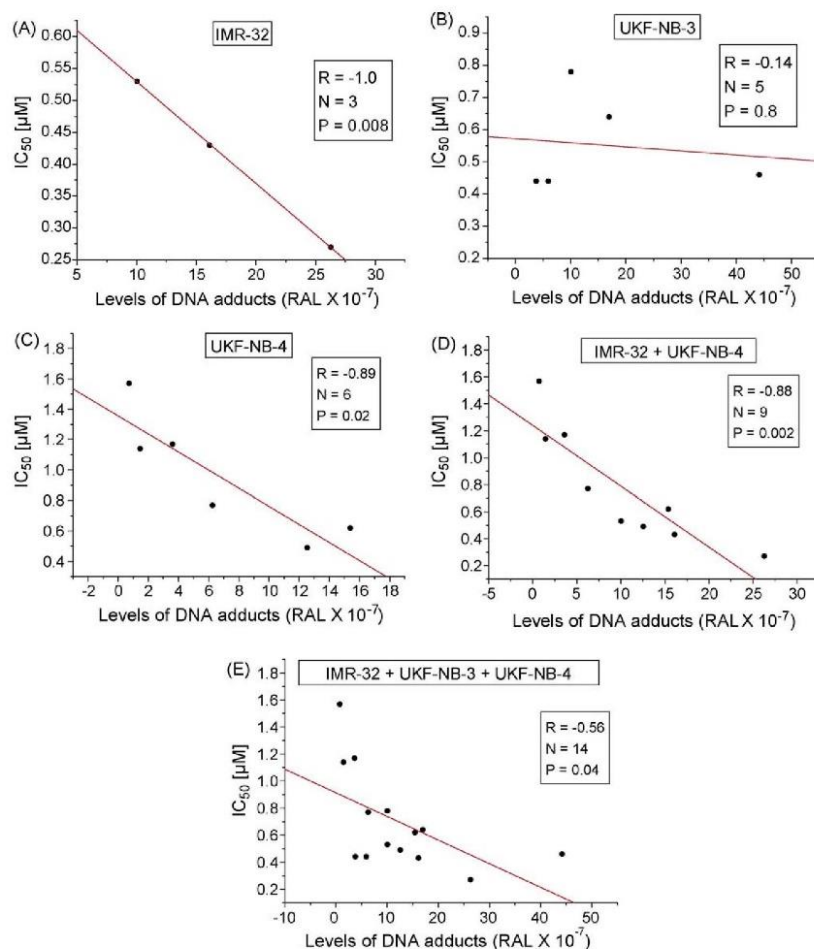 (A)
IMR-32
R = -1.0
N = 3
P = 0.008
IC50 [µM]
0.60
0.55
0.50
0.45
0.40
0.35
0.30
0.25
5 10 15 20 25 30
Levels of DNA adducts (RAL X 10-7)
(B)
UKF-NB-3
R = -0.14
N = 5
P = 0.8
IC50 [µM]
0.9
0.8
0.7
0.6
0.5
0.4
0.3
0.2
0 10 20 30 40 50
Levels of DNA adducts (RAL X 10-7)
(C)
UKF-NB-4
R = -0.89
N = 6
P = 0.02
IC50 [µM]
1.8
1.6
1.4
1.2
1.0
0.8
0.6
0.4
-2 0 2 4 6 8 10 12 14 16 18
Levels of DNA adducts (RAL X 10-7)
(D)
IMR-32 + UKF-NB-4
R = -0.88
N = 9
P = 0.002
IC50 [µM]
1.8
1.6
1.4
1.2
1.0
0.8
0.6
0.4
0.2
-5 0 5 10 15 20 25 30
Levels of DNA adducts (RAL X 10-7)
(E)
IMR-32 + UKF-NB-3 + UKF-NB-4
R = -0.56
N = 14
P = 0.04
IC50 [µM]
1.8
1.6
1.4
1.2
1.0
0.8
0.6
0.4
0.2
-10 0 10 20 30 40 50
Levels of DNA adducts (RAL X 10-7)